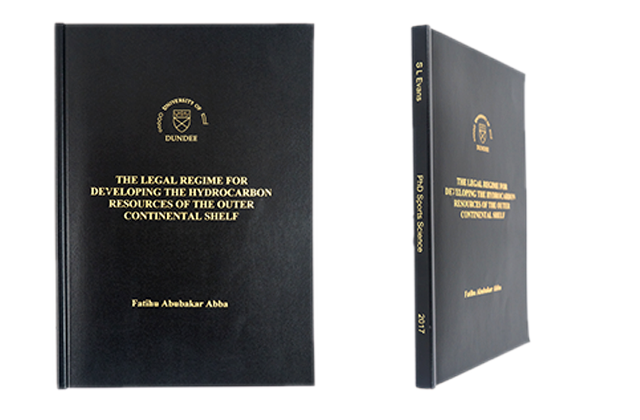 UNIVERSITY OF
DUNDEE
THE LEGAL REGIME FOR
DEVELOPING THE HYDROCARBON
RESOURCES OF THE OUTER
CONTINENTAL SHELF
Fatihu Abubakar Abba
S L Evans
PhD Sports Science
2017
UNIVERSITY OF
DUNDEE
THE LEGAL REGIME FOR
DEVELOPING THE HYDROCARBON
RESOURCES OF THE OUTER
CONTINENTAL SHELF
Fatihu Abubakar Abba